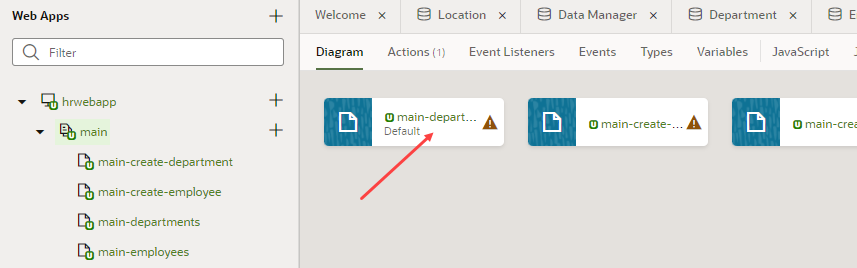 Web Apps
Filter
hrwebapp
main
main-create-department
main-create-employee
main-departments
main-employees
Welcome × Location × Data Manager × Department ×
Diagram Actions (1) Event Listeners Events Types Variables JavaScript
main-depart...
Default
main-create-...
main-crea